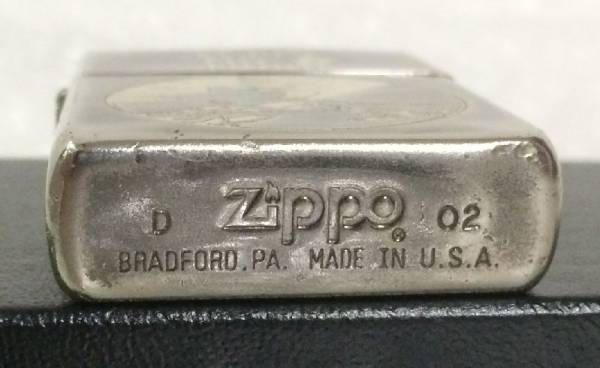 D Zippo® 02
BRADFORD, PA. MADE IN U.S.A.